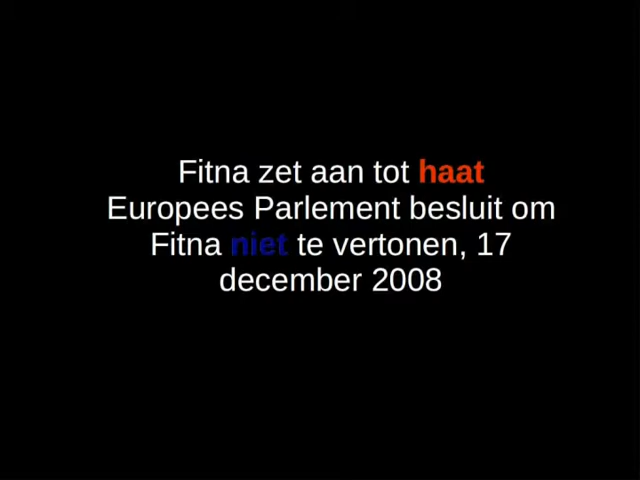 Fitna zet aan tot haat
Europees Parlement besluit om
Fitna niet te vertonen, 17
december 2008